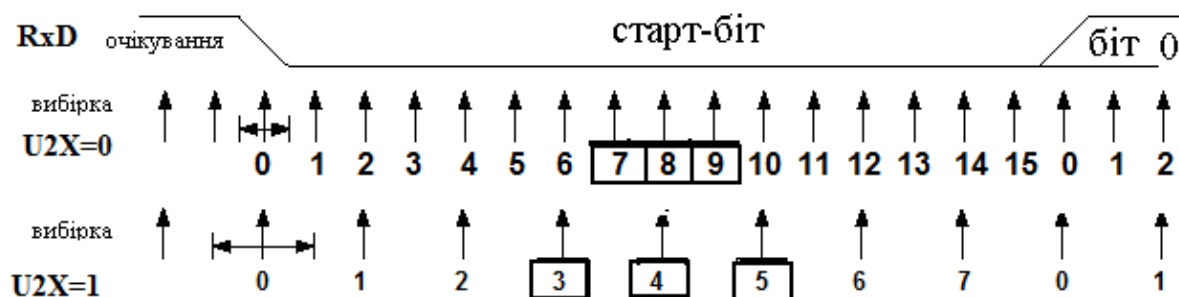 RxD очікування старт-біт біт 0
вибірка
U2X=0 0 1 2 3 4 5 6 7 8 9 10 11 12 13 14 15 0 1 2
вибірка
U2X=1 0 1 2 3 4 5 6 7 0 1